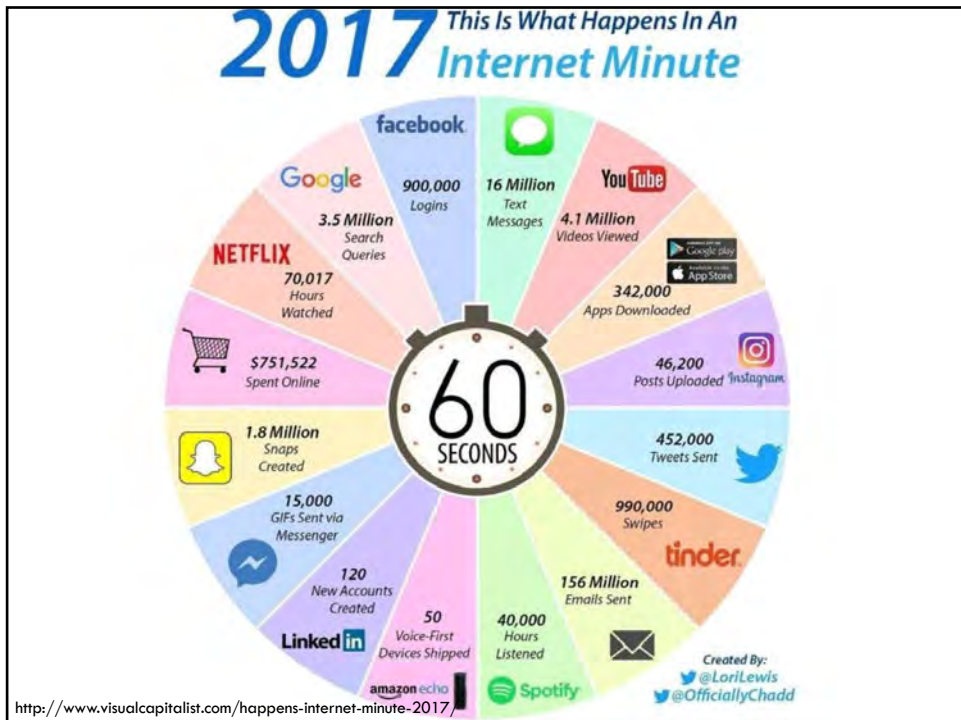 2017 This Is What Happens In An
Internet Minute
facebook
900,000
Logins
16 Million
Text
Messages
YouTube
4.1 Million
Videos Viewed
Google play
App Store
342,000
Apps Downloaded
46,200
Posts Uploaded
Instagram
452,000
Tweets Sent
990,000
Swipes
tinder
156 Million
Emails Sent
40,000
Hours
Listened
Spotify
50
Voice-First
Devices Shipped
amazon echo
120
New Accounts
Created
Linked in
15,000
GIFs Sent via
Messenger
1.8 Million
Snaps
Created
$751,522
Spent Online
NETFLIX
70,017
Hours
Watched
Google
3.5 Million
Search
Queries
60
SECONDS
Created By:
@LoriLewis
@OfficiallyChadd
http://www.visualcapitalist.com/happens-internet-minute-2017/